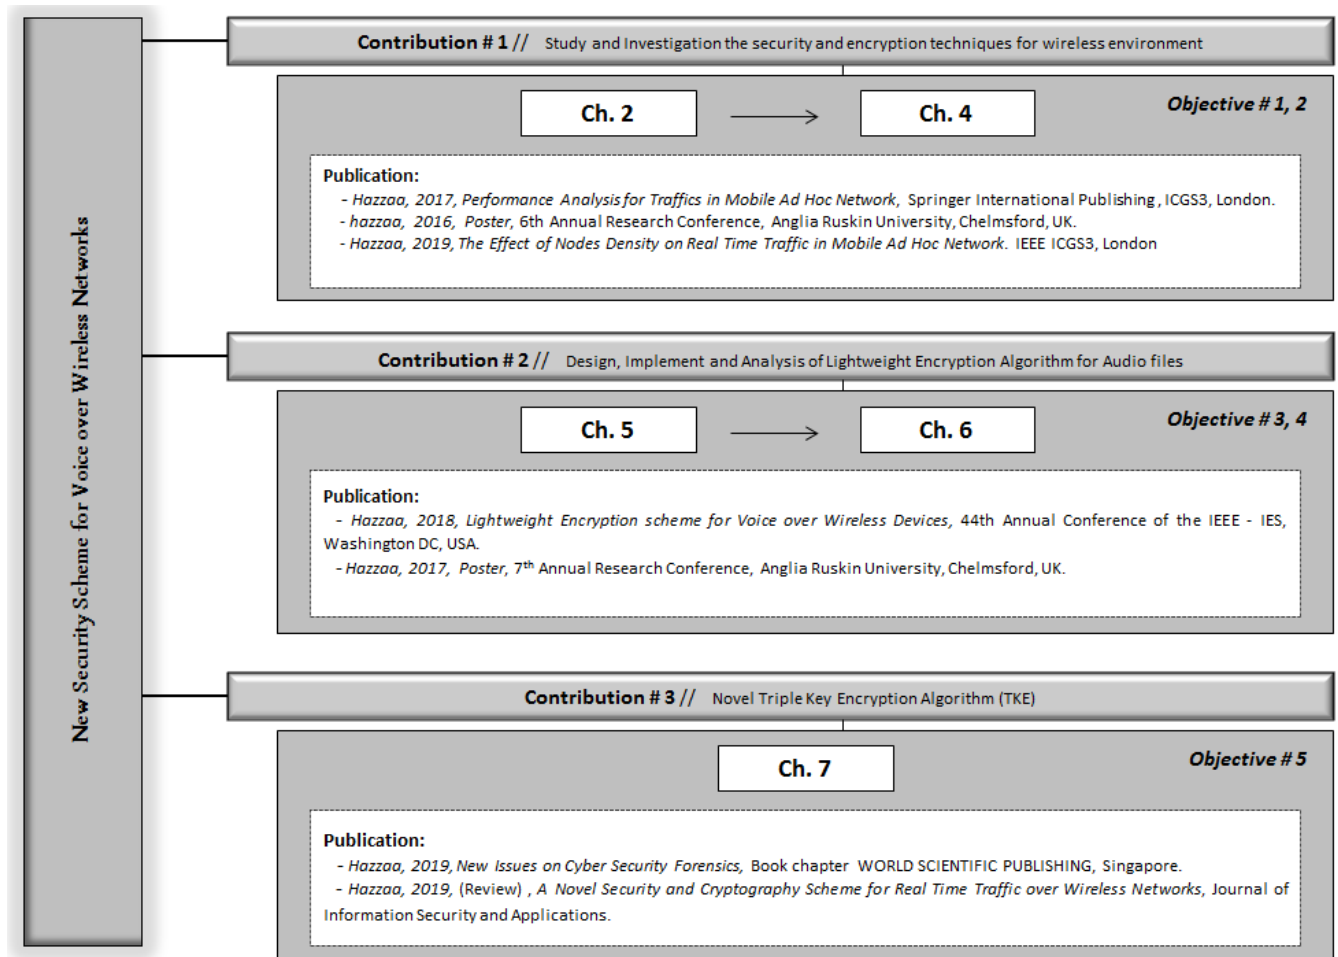 New Security Scheme for Voice over Wireless Networks
Contribution # 1 // Study and Investigation the security and encryption techniques for wireless environment
Objective # 1, 2
Ch. 2
Ch. 4
Publication:
- Hazzaa, 2017, Performance Analysis for Traffics in Mobile Ad Hoc Network, Springer International Publishing , ICGS3, London.
- hazzaa, 2016, Poster, 6th Annual Research Conference, Anglia Ruskin University, Chelmsford, UK.
- Hazzaa, 2019, The Effect of Nodes Density on Real Time Traffic in Mobile Ad Hoc Network. IEEE ICGS3, London
Contribution # 2 // Design, Implement and Analysis of Lightweight Encryption Algorithm for Audio files
Objective # 3, 4
Ch. 5
Ch. 6
Publication:
- Hazzaa, 2018, Lightweight Encryption scheme for Voice over Wireless Devices, 44th Annual Conference of the IEEE - IES,
Washington DC, USA.
- Hazzaa, 2017, Poster, 7th Annual Research Conference, Anglia Ruskin University, Chelmsford, UK.
Contribution # 3 // Novel Triple Key Encryption Algorithm (TKE)
Objective # 5
Ch. 7
Publication:
- Hazzaa, 2019, New Issues on Cyber Security Forensics, Book chapter WORLD SCIENTIFIC PUBLISHING, Singapore.
- Hazzaa, 2019, (Review) , A Novel Security and Cryptography Scheme for Real Time Traffic over Wireless Networks, Journal of
Information Security and Applications.